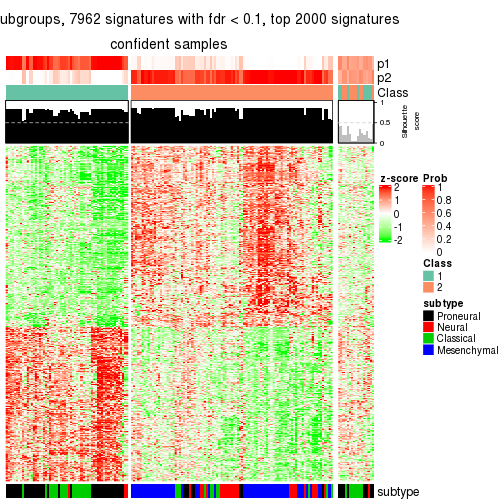 ubgroups, 7962 signatures with fdr < 0.1, top 2000 signatures
confident samples
p1
p2
Class
1
0.5
0
Silhouette
score
z-score
2
1
0
-1
-2
Prob
1
0.8
0.6
0.4
0.2
0
Class
1
2
subtype
Proneural
Neural
Classical
Mesenchymal
subtype